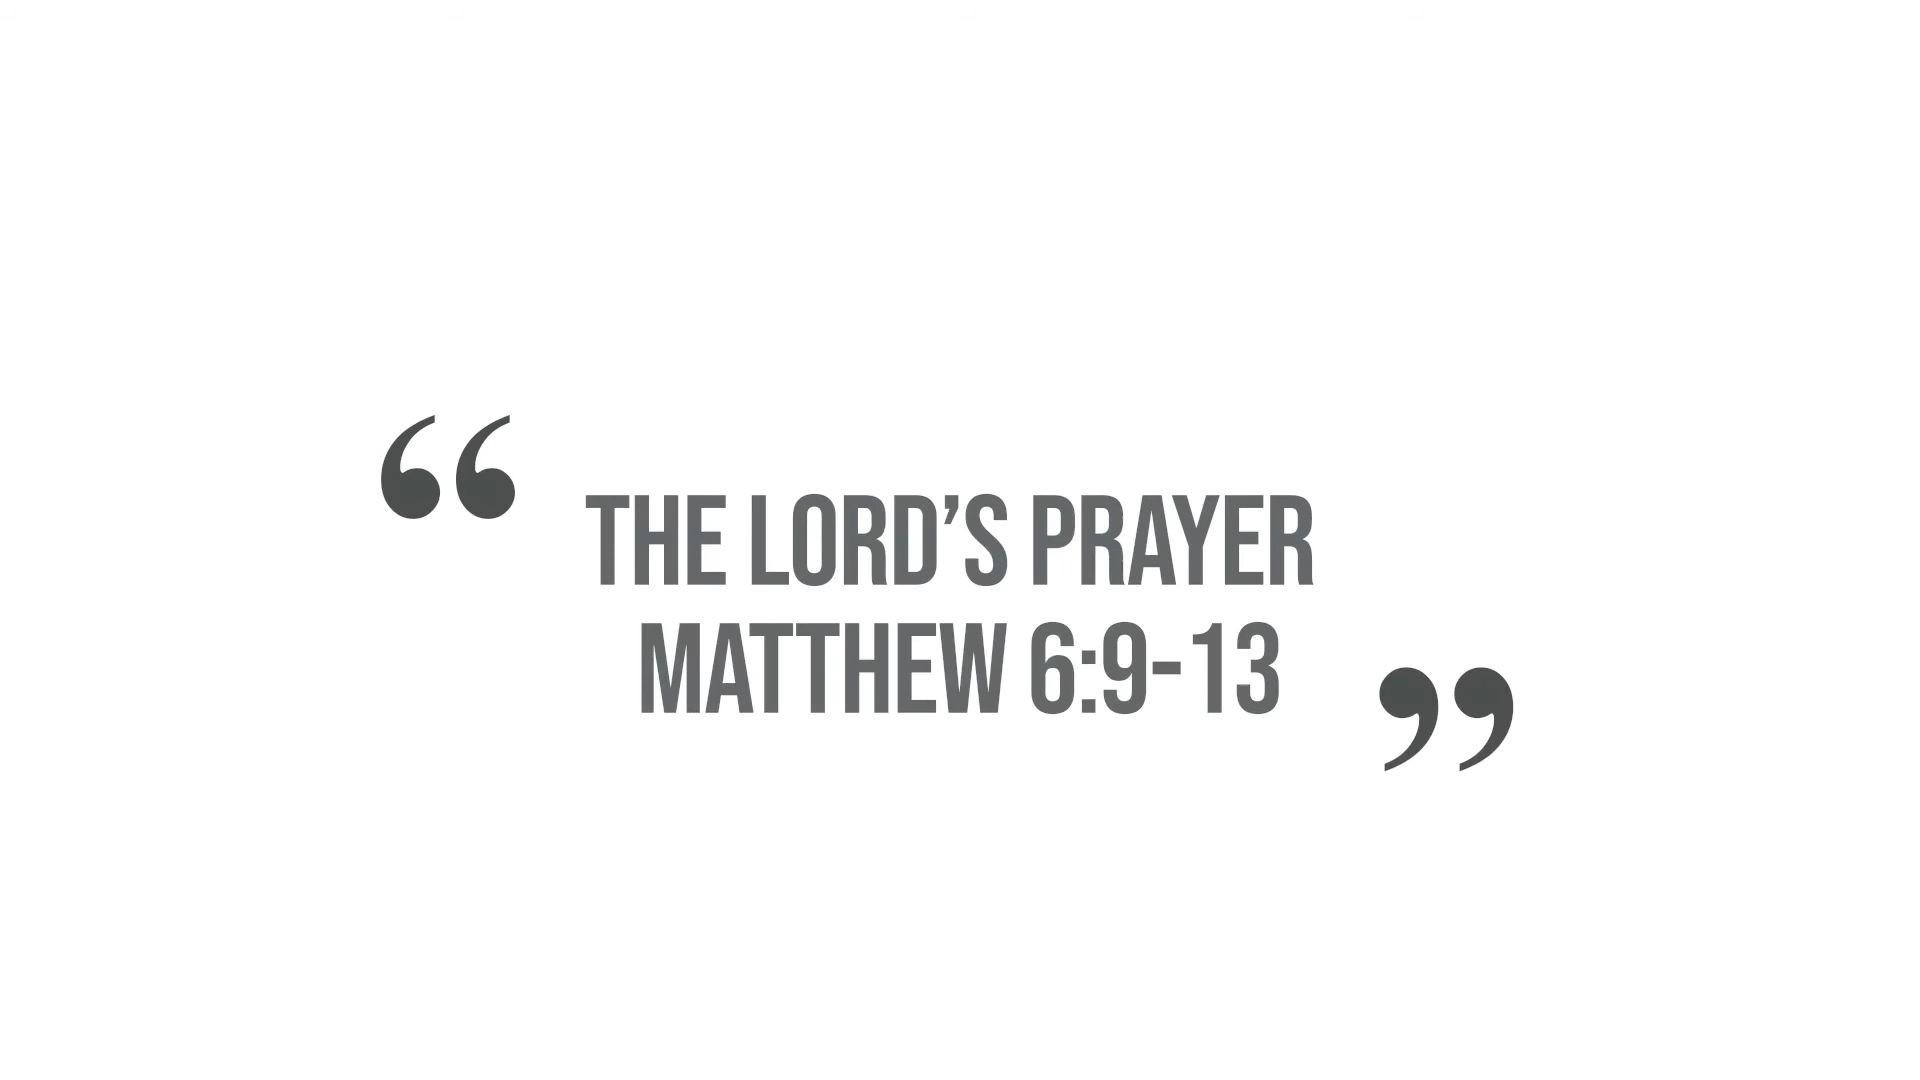 “ THE LORD’S PRAYER
MATTHEW 6:9-13 ”